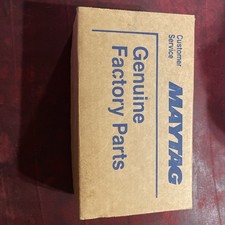 MAYTAG
Customer
Service
Genuine
Factory Parts